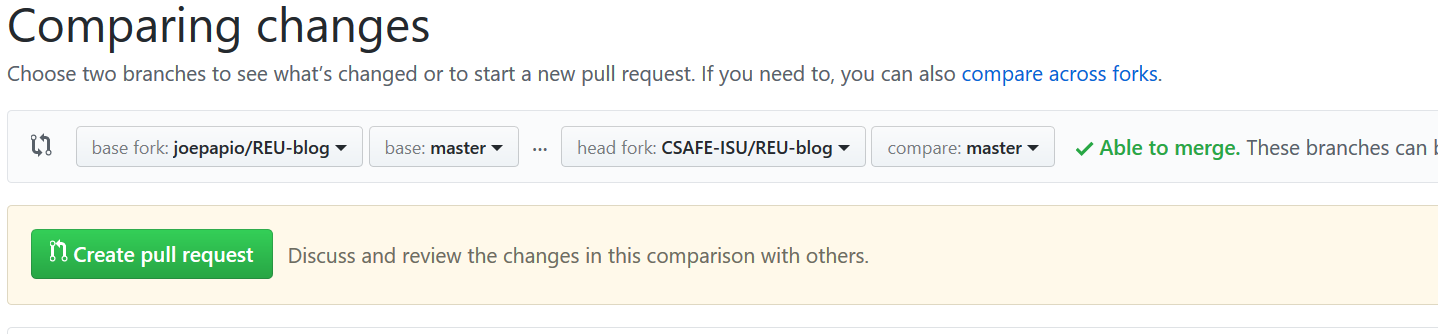 Comparing changes
Choose two branches to see what's changed or to start a new pull request. If you need to, you can also compare across forks.
base fork: joepapio/REU-blog base: master ... head fork: CSAFE-ISU/REU-blog compare: master Able to merge. These branches can
Create pull request Discuss and review the changes in this comparison with others.